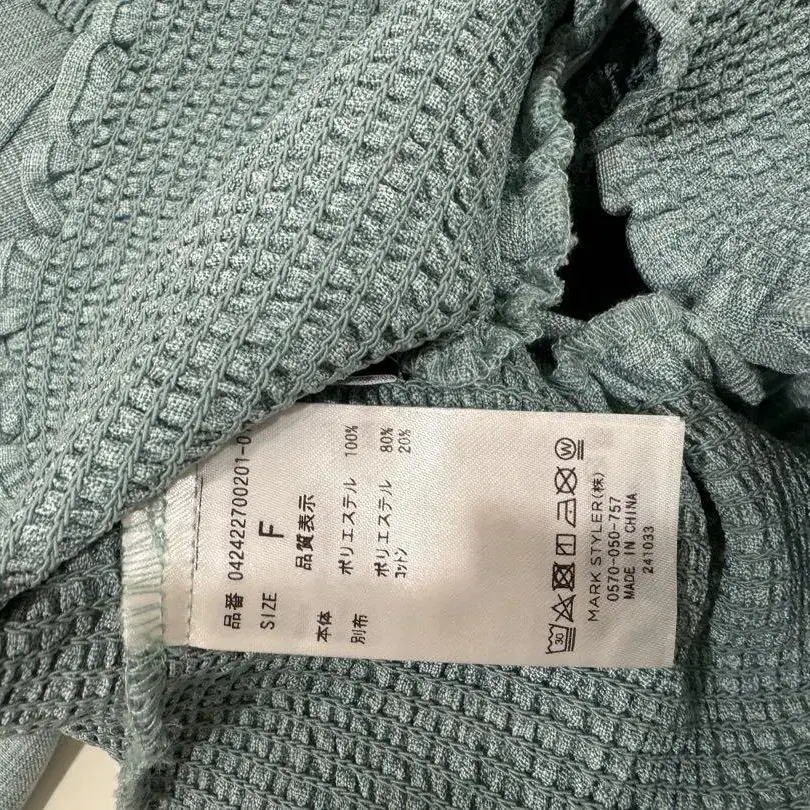 品番 042422700201-0
SIZE F
品質表示
本体 ポリエステル 100%
別布 ポリエステル 80%
コットン 20%
30 W
MARK STYLER(株)
0570-050-757
MADE IN CHINA
241033